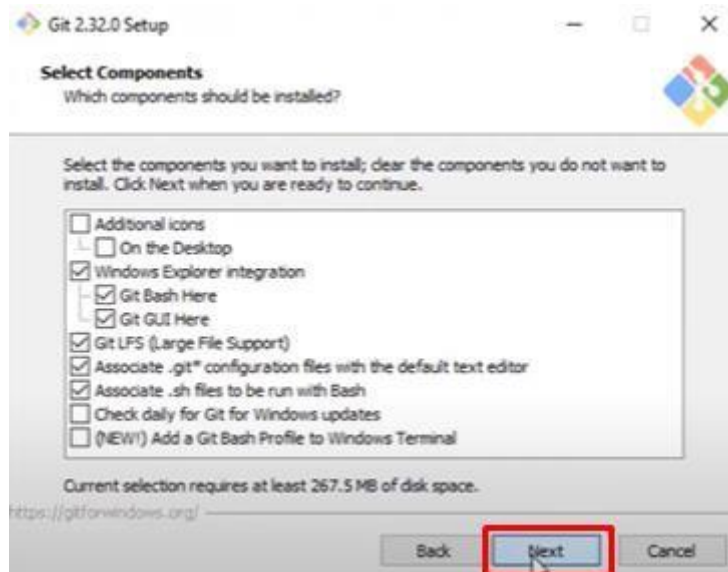 Git 2.32.0 Setup
Select Components
Which components should be installed?
Select the components you want to install; clear the components you do not want to
install. Click Next when you are ready to continue.
Additional icons
On the Desktop
Windows Explorer integration
Git Bash Here
Git GUI Here
Git LFS (Large File Support)
Associate .git* configuration files with the default text editor
Associate .sh files to be run with Bash
Check daily for Git for Windows updates
(NEW!) Add a Git Bash Profile to Windows Terminal
Current selection requires at least 267.5 MB of disk space.
https://gitforwindows.org/
Back Next Cancel